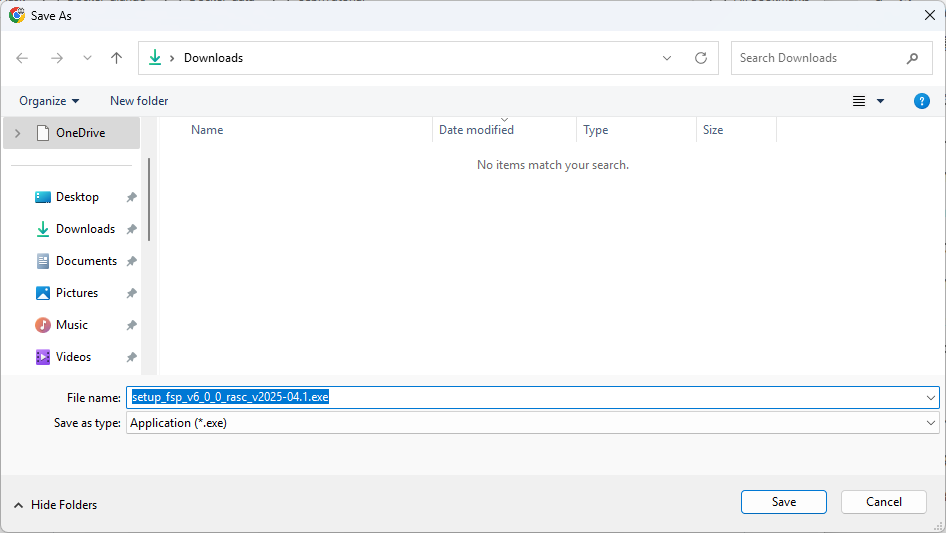 Save As
Downloads
Search Downloads
Organize
New folder
?
OneDrive
Name
Date modified
Type
Size
No items match your search.
Desktop
Downloads
Documents
Pictures
Music
Videos
File name:
setup_fsp_v6_0_0_rasc_v2025-04.1.exe
Save as type:
Application (*.exe)
Hide Folders
Save
Cancel